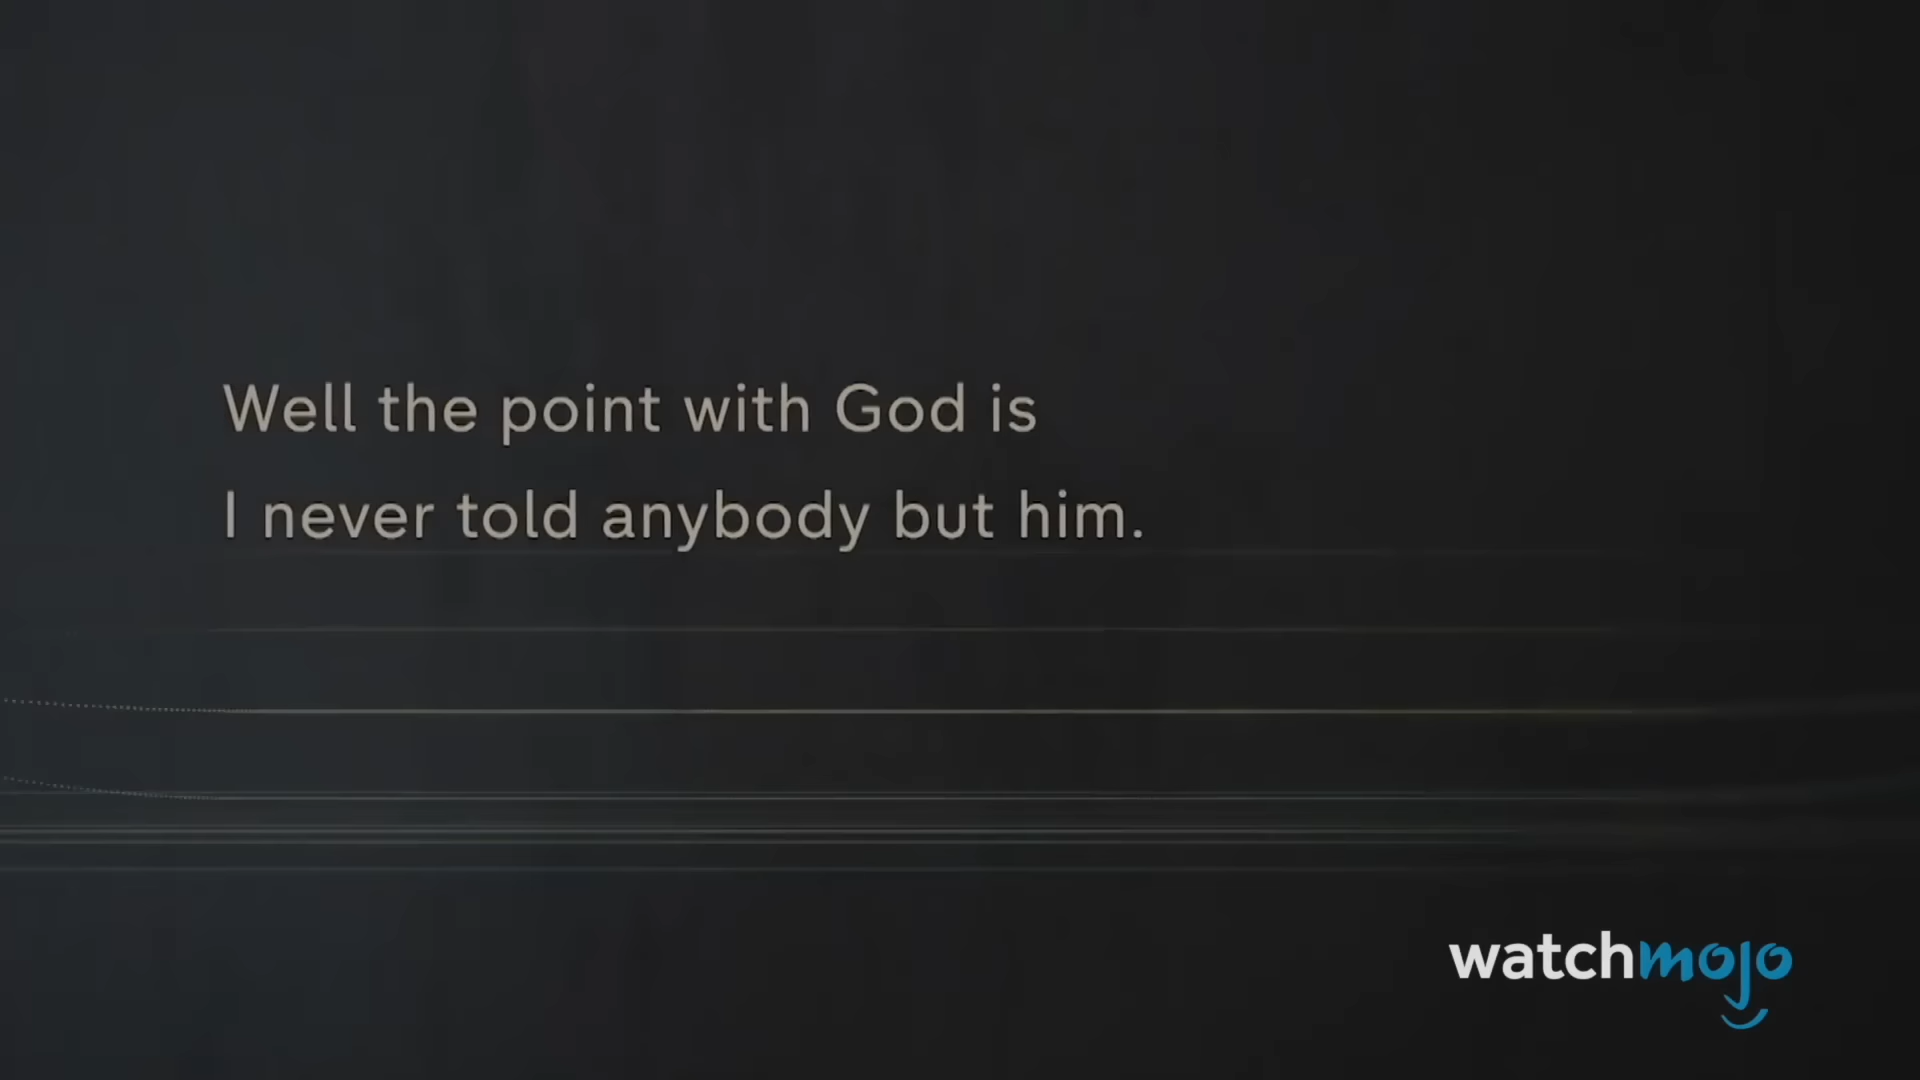 Well the point with God is
I never told anybody but him.
watchmojo